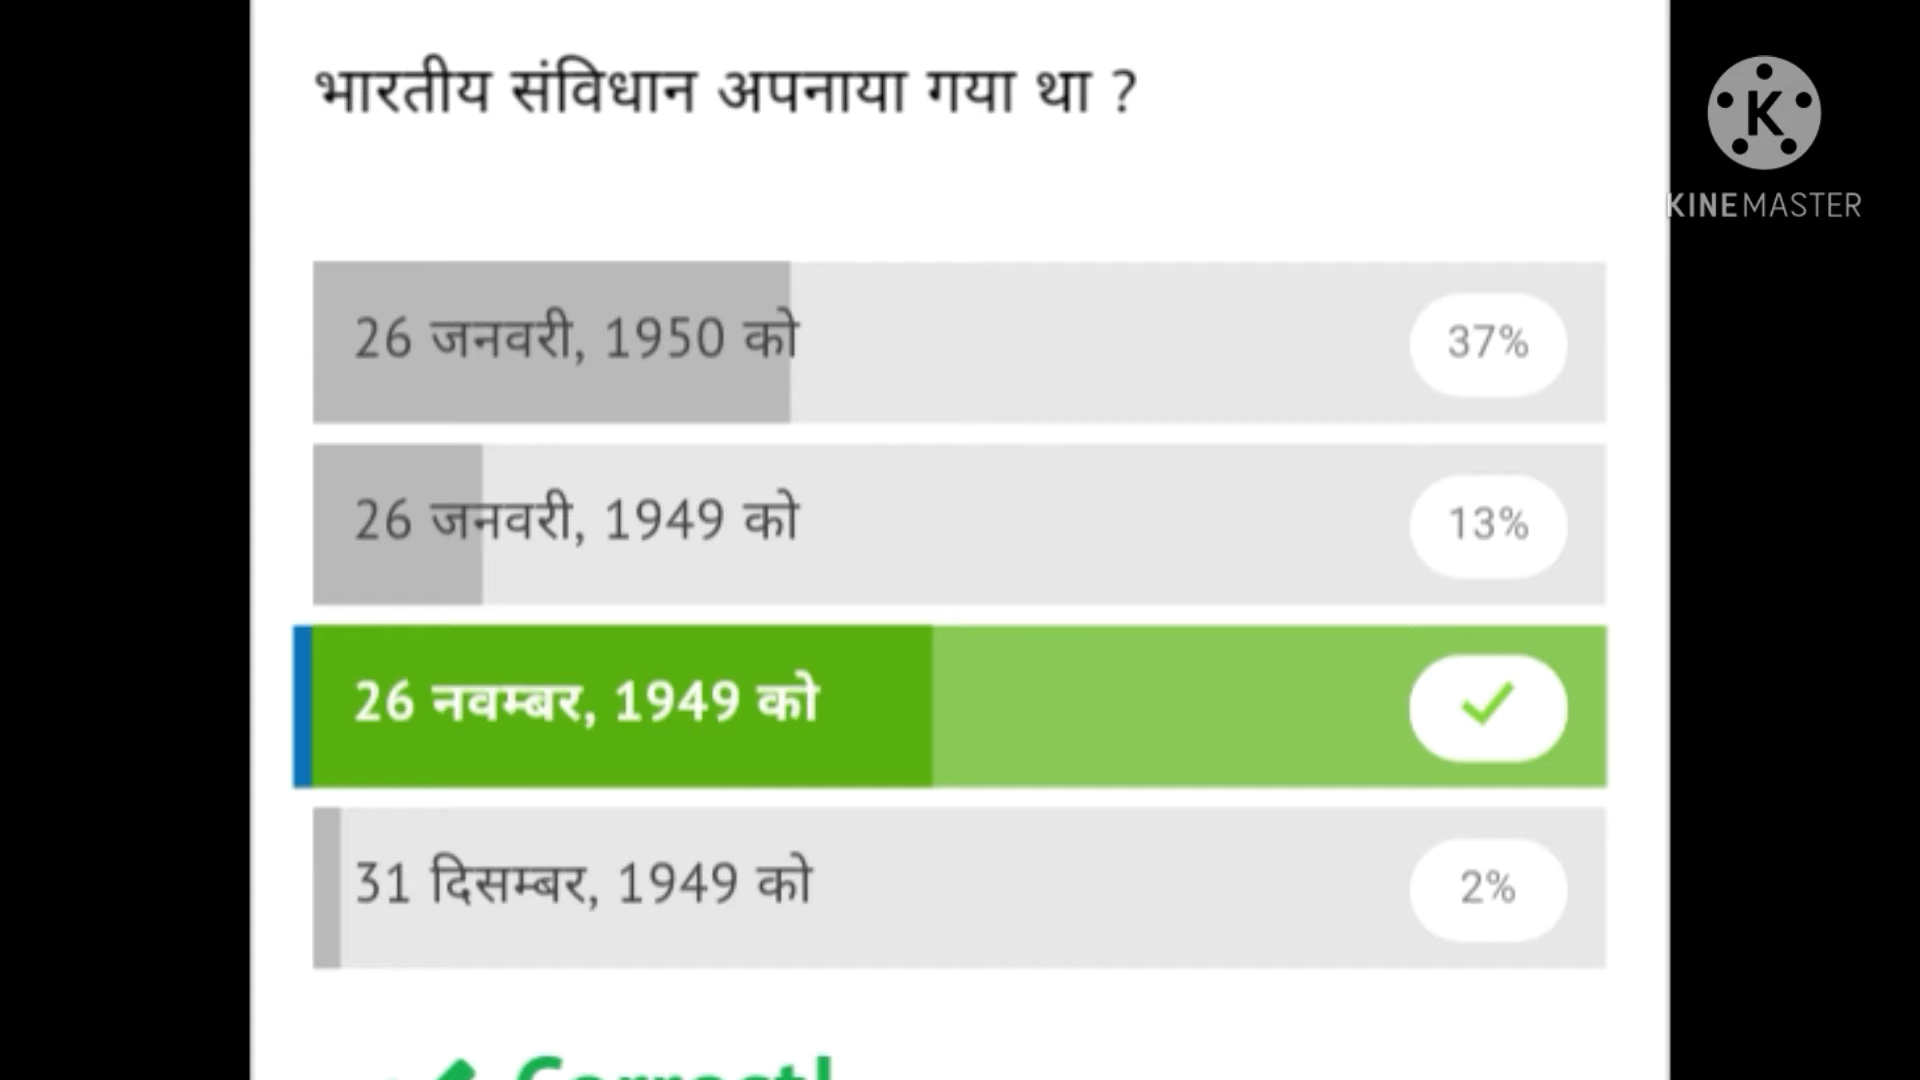 भारतीय संविधान अपनाया गया था ?
K
KINEMASTER
26 जनवरी, 1950 को
37%
26 जनवरी, 1949 को
13%
26 नवम्बर, 1949 को
31 दिसम्बर, 1949 को
2%
Correct!